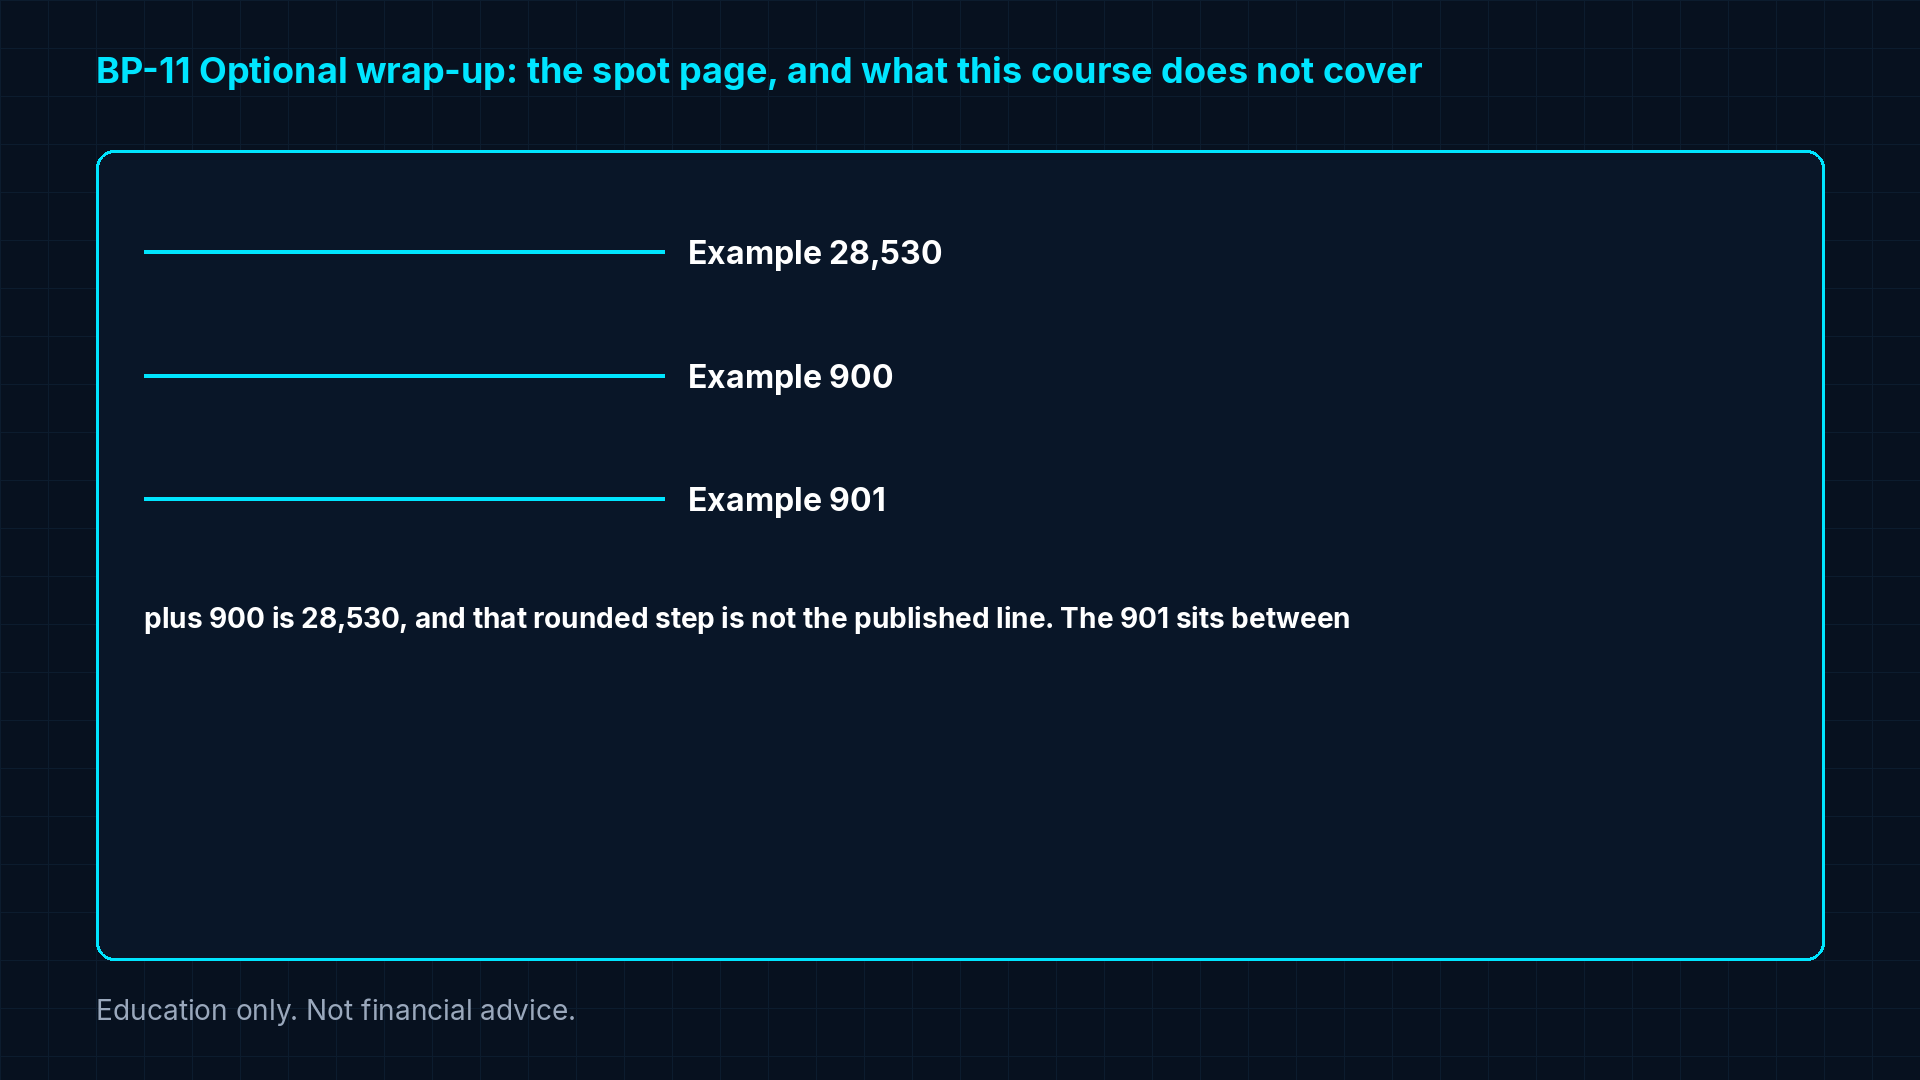 BP-11 Optional wrap-up: the spot page, and what this course does not cover
Example 28,530
Example 900
Example 901
plus 900 is 28,530, and that rounded step is not the published line. The 901 sits between
Education only. Not financial advice.